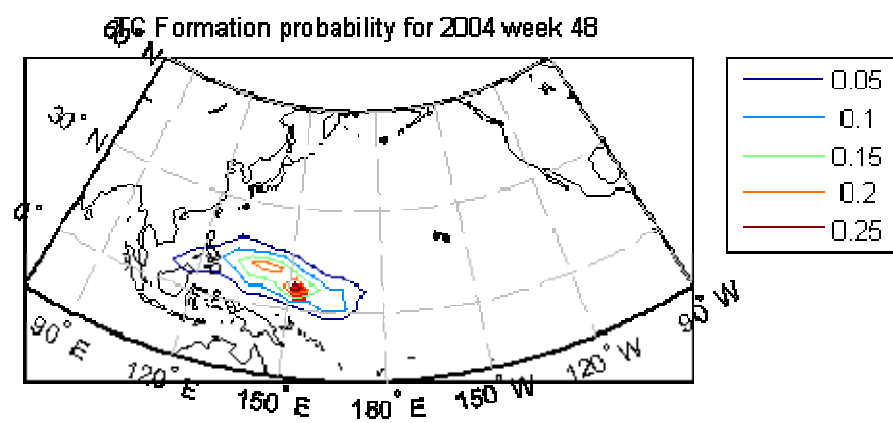 TC Formation probability for 2004 week 48
60° N
30° N
0°
90° E
120° E
150° E
180° E
150° W
120° W
90° W
0.05
0.1
0.15
0.2
0.25